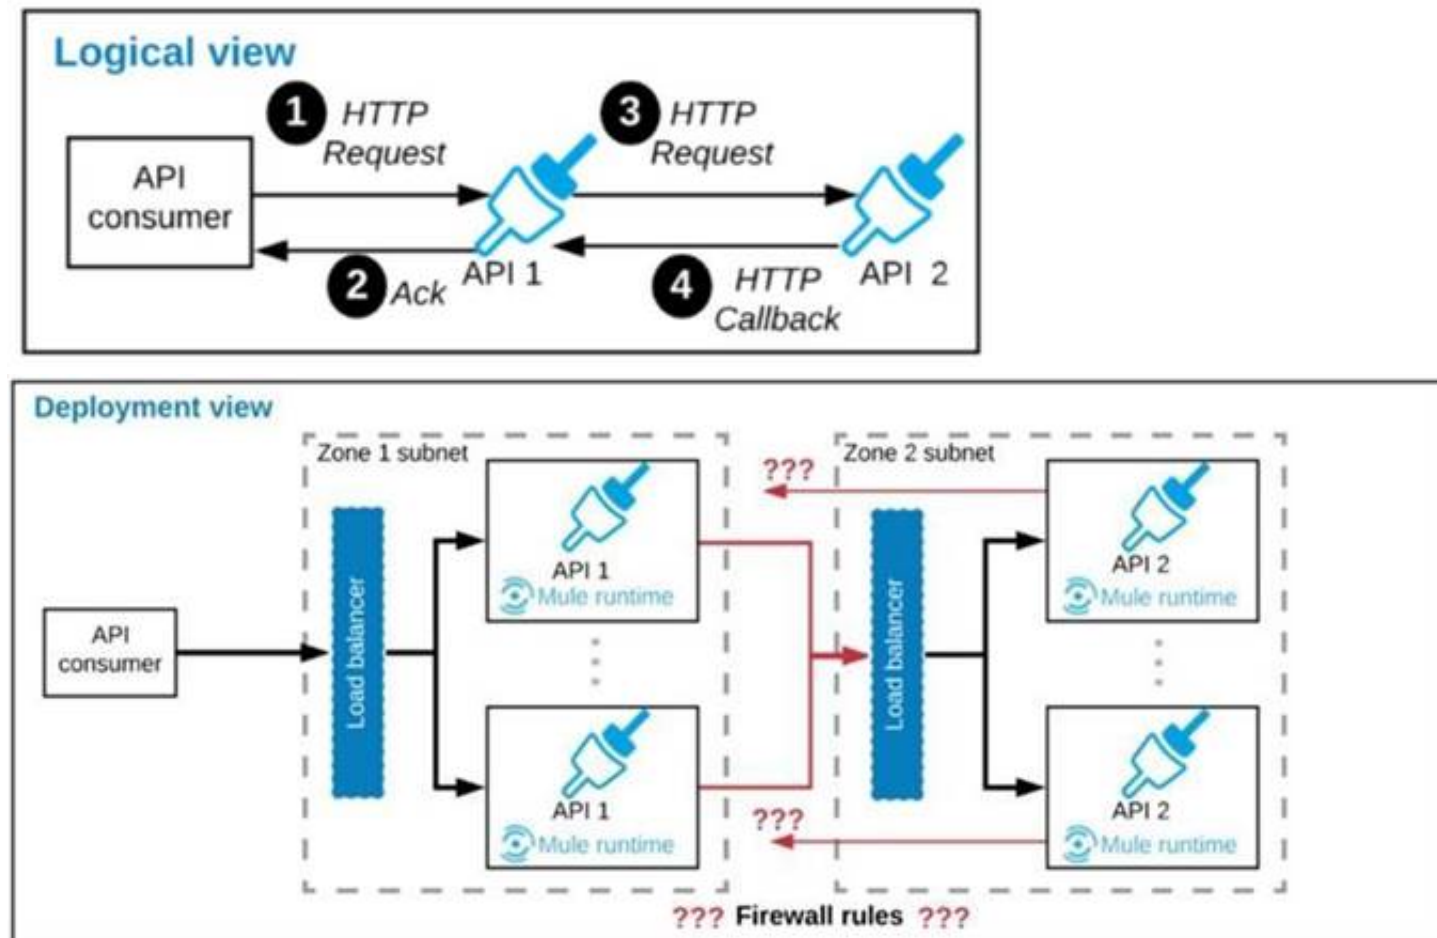 Logical view
1 HTTP
Request
3 HTTP
Request
API
consumer
2 Ack
API 1
4 HTTP
Callback
API 2
Deployment view
Zone 1 subnet
??? Zone 2 subnet
API 1
Mule runtime
API 2
Mule runtime
API
consumer
Load balancer
Load balancer
API 1
Mule runtime
???
API 2
Mule runtime
??? Firewall rules ???